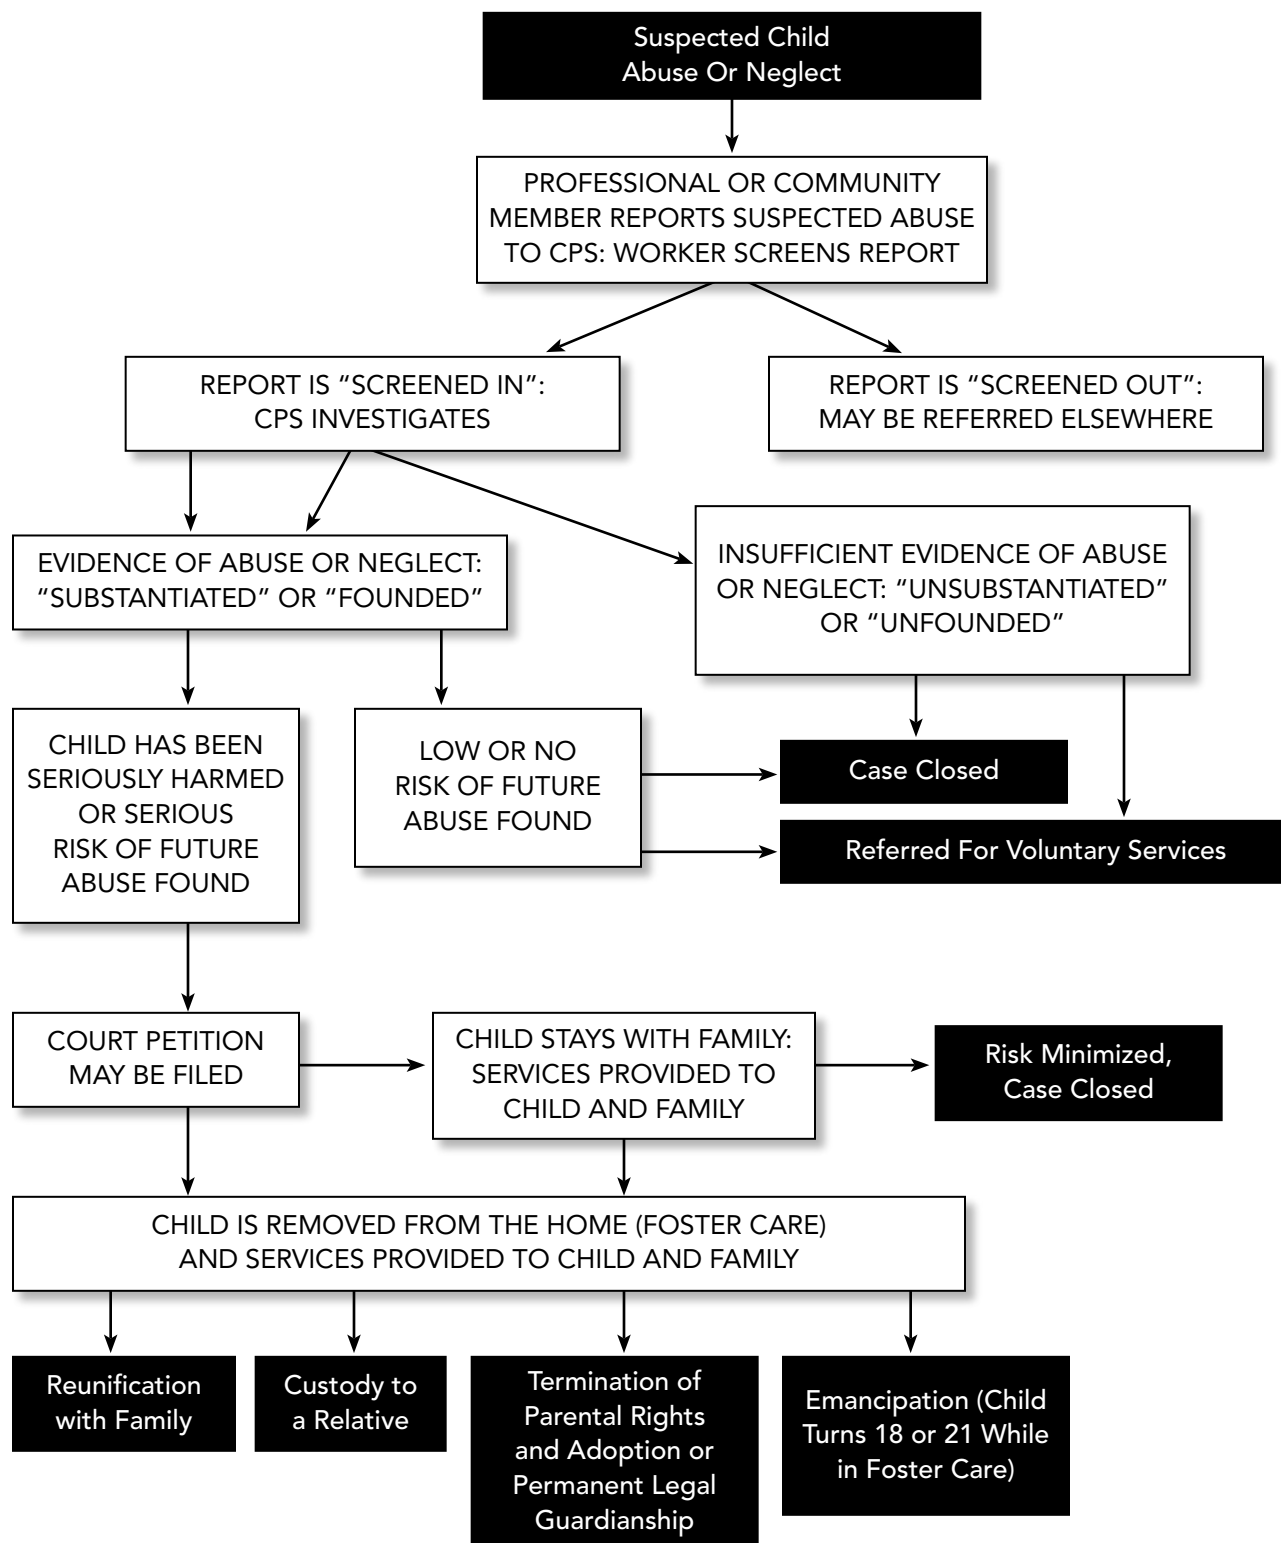 Suspected Child
Abuse Or Neglect
PROFESSIONAL OR COMMUNITY
MEMBER REPORTS SUSPECTED ABUSE
TO CPS: WORKER SCREENS REPORT
REPORT IS “SCREENED IN”:
CPS INVESTIGATES
REPORT IS “SCREENED OUT”:
MAY BE REFERRED ELSEWHERE
EVIDENCE OF ABUSE OR NEGLECT:
“SUBSTANTIATED” OR “FOUNDED”
INSUFFICIENT EVIDENCE OF ABUSE
OR NEGLECT: “UNSUBSTANTIATED”
OR “UNFOUNDED”
CHILD HAS BEEN
SERIOUSLY HARMED
OR SERIOUS
RISK OF FUTURE
ABUSE FOUND
LOW OR NO
RISK OF FUTURE
ABUSE FOUND
Case Closed
Referred For Voluntary Services
COURT PETITION
MAY BE FILED
CHILD STAYS WITH FAMILY:
SERVICES PROVIDED TO
CHILD AND FAMILY
Risk Minimized,
Case Closed
CHILD IS REMOVED FROM THE HOME (FOSTER CARE)
AND SERVICES PROVIDED TO CHILD AND FAMILY
Reunification
with Family
Custody to
a Relative
Termination of
Parental Rights
and Adoption or
Permanent Legal
Guardianship
Emancipation (Child
Turns 18 or 21 While
in Foster Care)